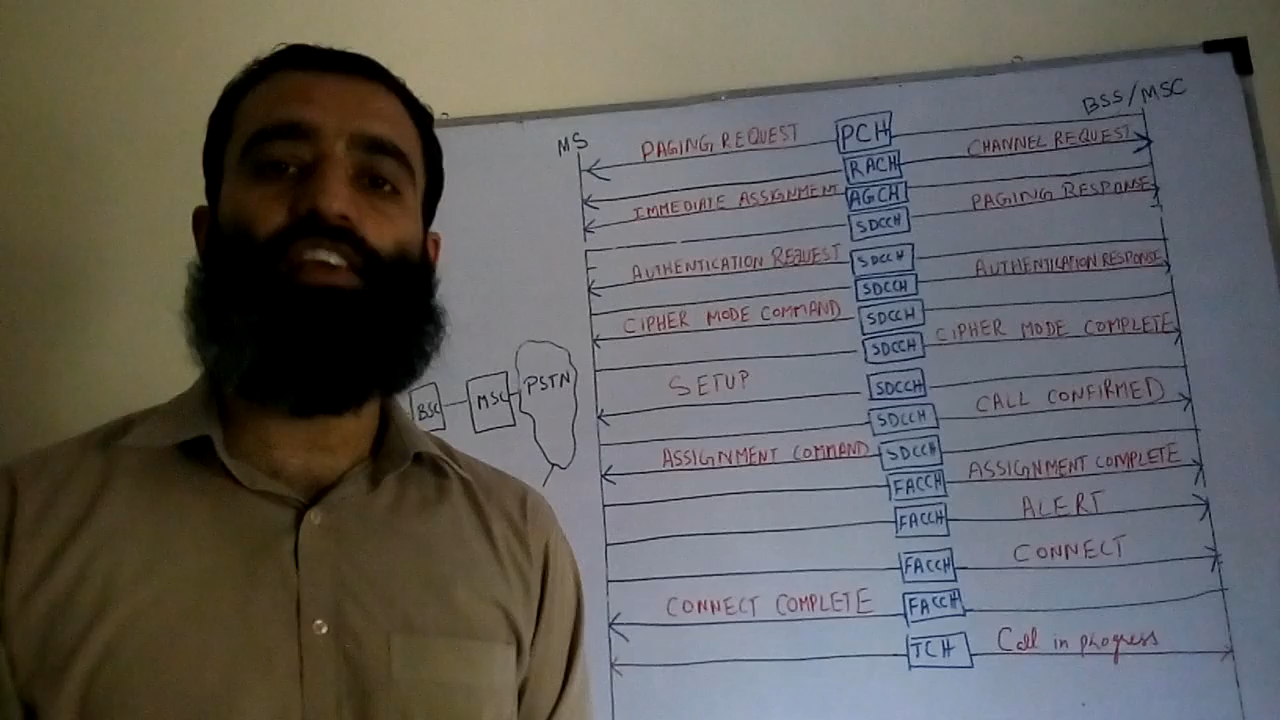 MS BSS/MSC
PAGING REQUEST PCH
RACH CHANNEL REQUEST
IMMEDIATE ASSIGNMENT AGCH
SDCCH PAGING RESPONSE
AUTHENTICATION REQUEST SDCCH
SDCCH AUTHENTICATION RESPONSE
CIPHER MODE COMMAND SDCCH
SDCCH CIPHER MODE COMPLETE
SETUP SDCCH
SDCCH CALL CONFIRMED
ASSIGNMENT COMMAND SDCCH
FACCH ASSIGNMENT COMPLETE
FACCH ALERT
FACCH CONNECT
CONNECT COMPLETE FACCH
TCH Call in progress
BSC MSC PSTN